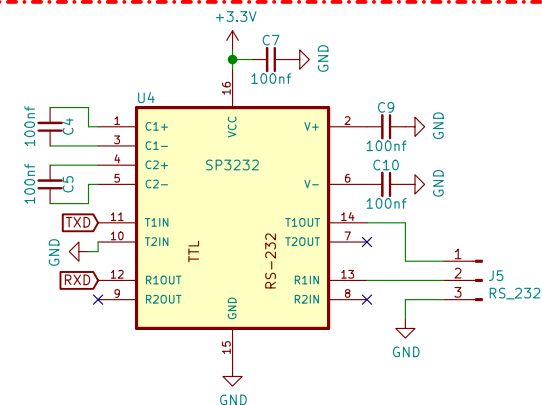 +3.3V
C7
GND
100nf
16
U4
VCC
100nf
C4
1
C1+
3
C1-
4
C2+
100nf
C5
5
C2-
SP3232
V+
2
C9
100nf
GND
V-
6
C10
100nf
GND
TXD
11
T1IN
T1OUT
14
GND
10
T2IN
T2OUT
7
TTL
RS-232
RXD
12
R1OUT
R1IN
13
9
R2OUT
R2IN
8
GND
15
GND
1
2
3
J5
RS_232
GND